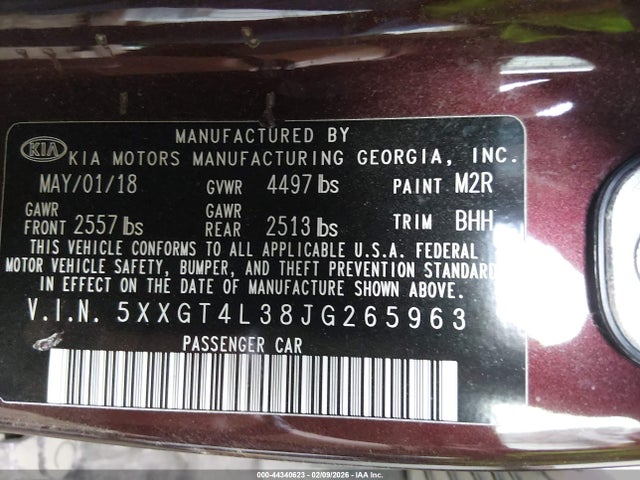 MANUFACTURED BY
KIA KIA MOTORS MANUFACTURING GEORGIA, INC.
MAY/01/18 GVWR 4497 lbs PAINT M2R
GAWR FRONT 2557 lbs GAWR REAR 2513 lbs TRIM BHH
THIS VEHICLE CONFORMS TO ALL APPLICABLE U.S.A. FEDERAL
MOTOR VEHICLE SAFETY, BUMPER, AND THEFT PREVENTION STANDARDS
IN EFFECT ON THE DATE OF MANUFACTURE SHOWN ABOVE.
V.I.N. 5XXGT4L38JG265963
PASSENGER CAR
000-44340623 | 02/09/2026 - IAA Inc.